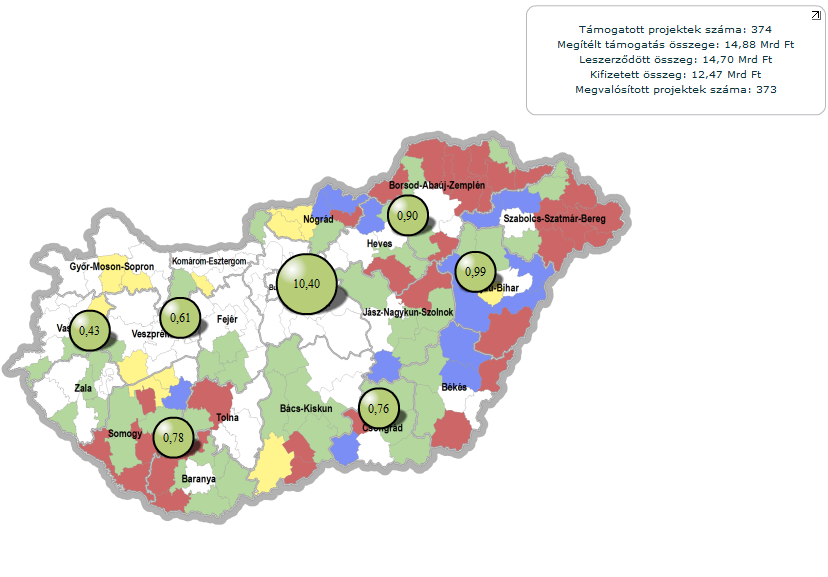 Támogatott projektek száma: 374
Megítélt támogatás összege: 14,88 Mrd Ft
Leszerződött összeg: 14,70 Mrd Ft
Kifizetett összeg: 12,47 Mrd Ft
Megvalósított projektek száma: 373
Borsod-Abaúj-Zemplén
Nógrád
0,90
Szabolcs-Szatmár-Bereg
Heves
Komárom-Esztergom
Győr-Moson-Sopron
0,99
10,40
Jász-Nagykun-Szolnok
0,61
Fejér
0,43
Zala
Békés
Bács-Kiskun
0,76
Tolna
Somogy
0,78
Baranya